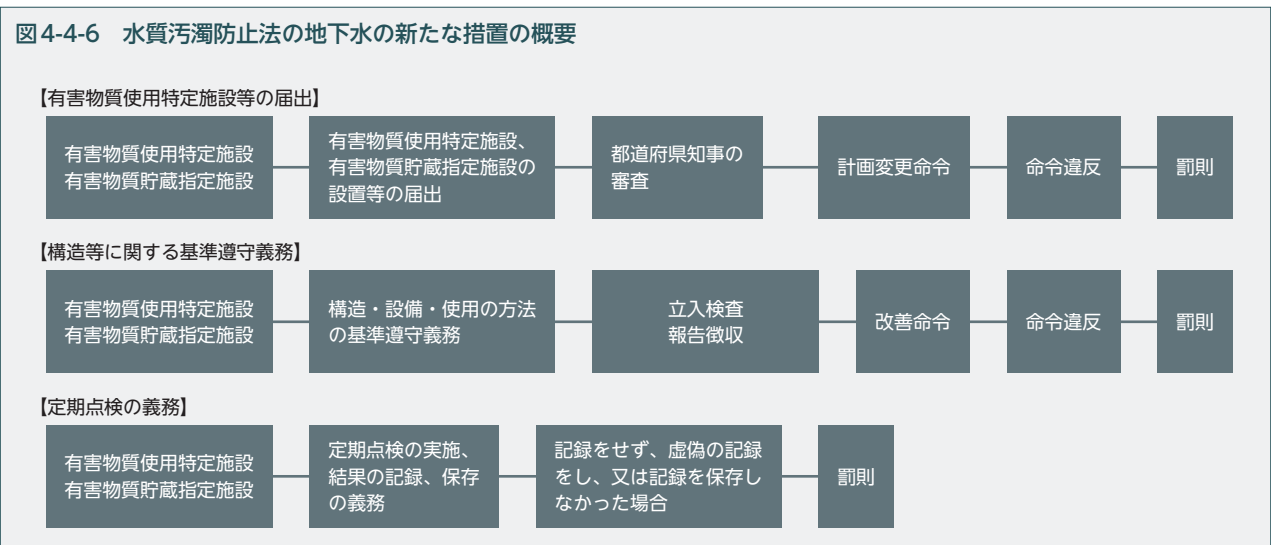 図4-4-6 水質汚濁防止法の地下水の新たな措置の概要
【有害物質使用特定施設等の届出】
有害物質使用特定施設
有害物質貯蔵指定施設
有害物質使用特定施設、
有害物質貯蔵指定施設の
設置等の届出
都道府県知事の
審査
計画変更命令
命令違反
罰則
【構造等に関する基準遵守義務】
有害物質使用特定施設
有害物質貯蔵指定施設
構造・設備・使用の方法
の基準遵守義務
立入検査
報告徴収
改善命令
命令違反
罰則
【定期点検の義務】
有害物質使用特定施設
有害物質貯蔵指定施設
定期点検の実施、
結果の記録、保存
の義務
記録をせず、虚偽の記録
をし、又は記録を保存し
なかった場合
罰則